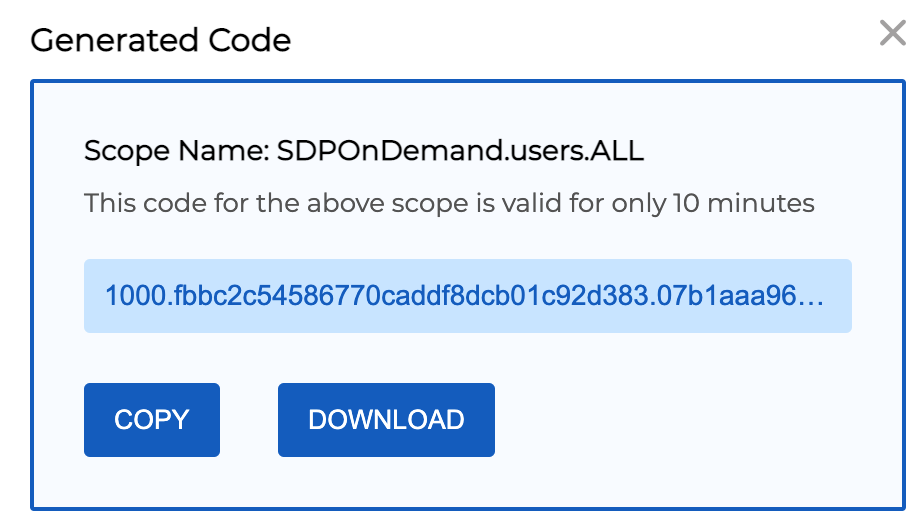 Generated Code
Scope Name: SDPOnDemand.users.ALL
This code for the above scope is valid for only 10 minutes
1000.fbbc2c54586770caddf8dcb01c92d383.07b1aaa96...
COPY
DOWNLOAD